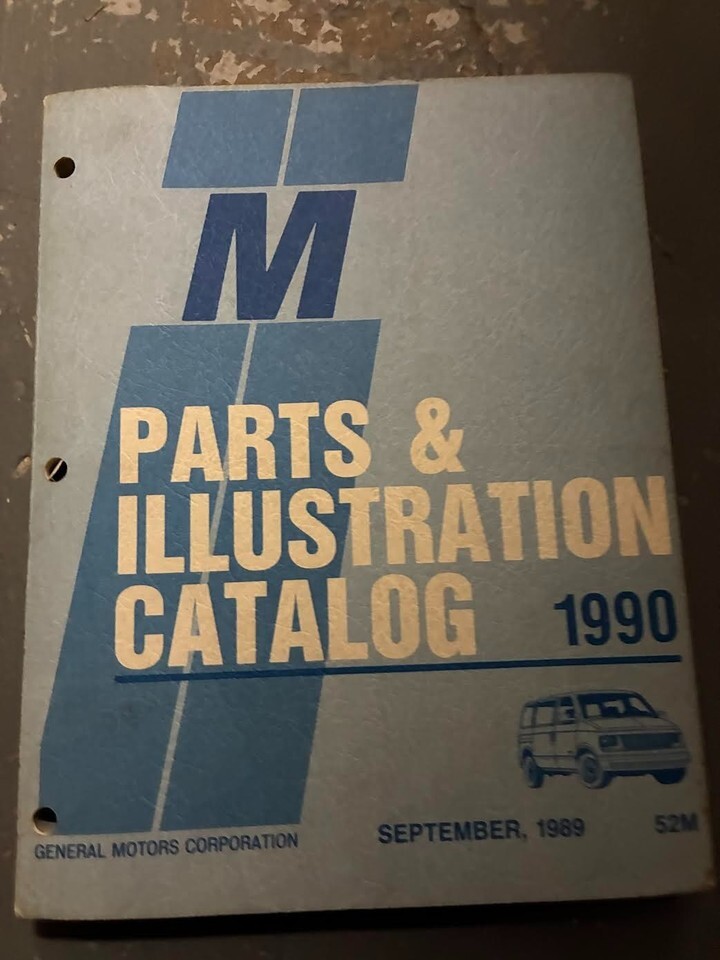 M
PARTS &
ILLUSTRATION
CATALOG 1990
GENERAL MOTORS CORPORATION SEPTEMBER, 1989 52M